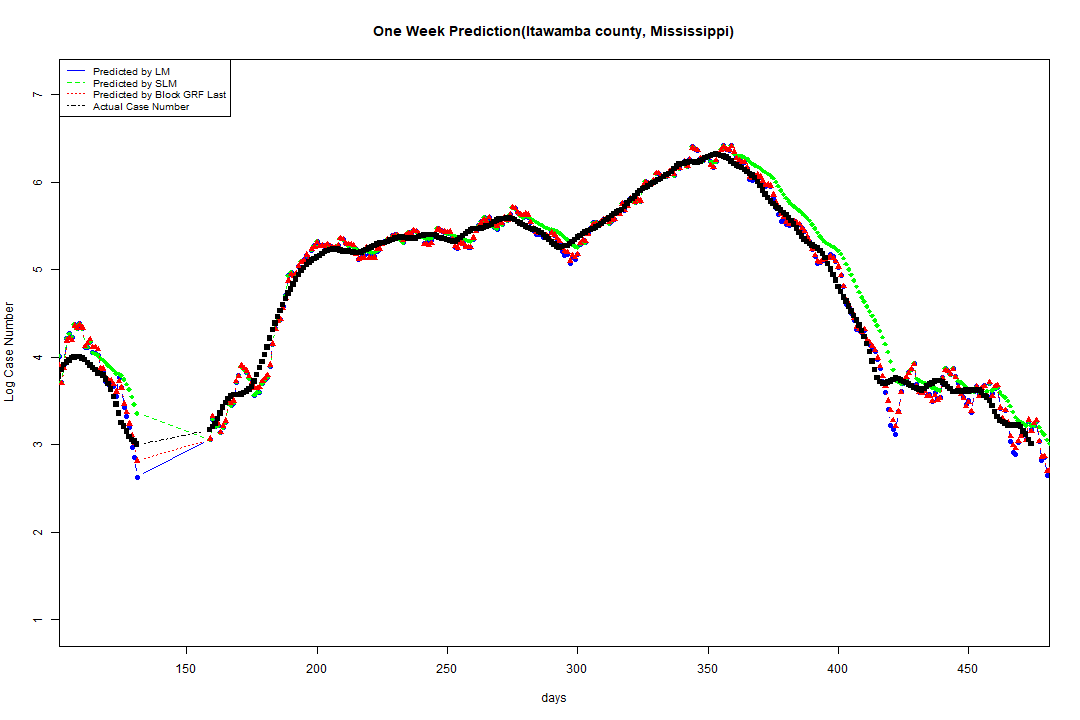 One Week Prediction(Itawamba county, Mississippi)
Predicted by LM
Predicted by SLM
Predicted by Block GRF Last
Actual Case Number
Log Case Number
7
6
5
4
3
2
1
150 200 250 300 350 400 450
days